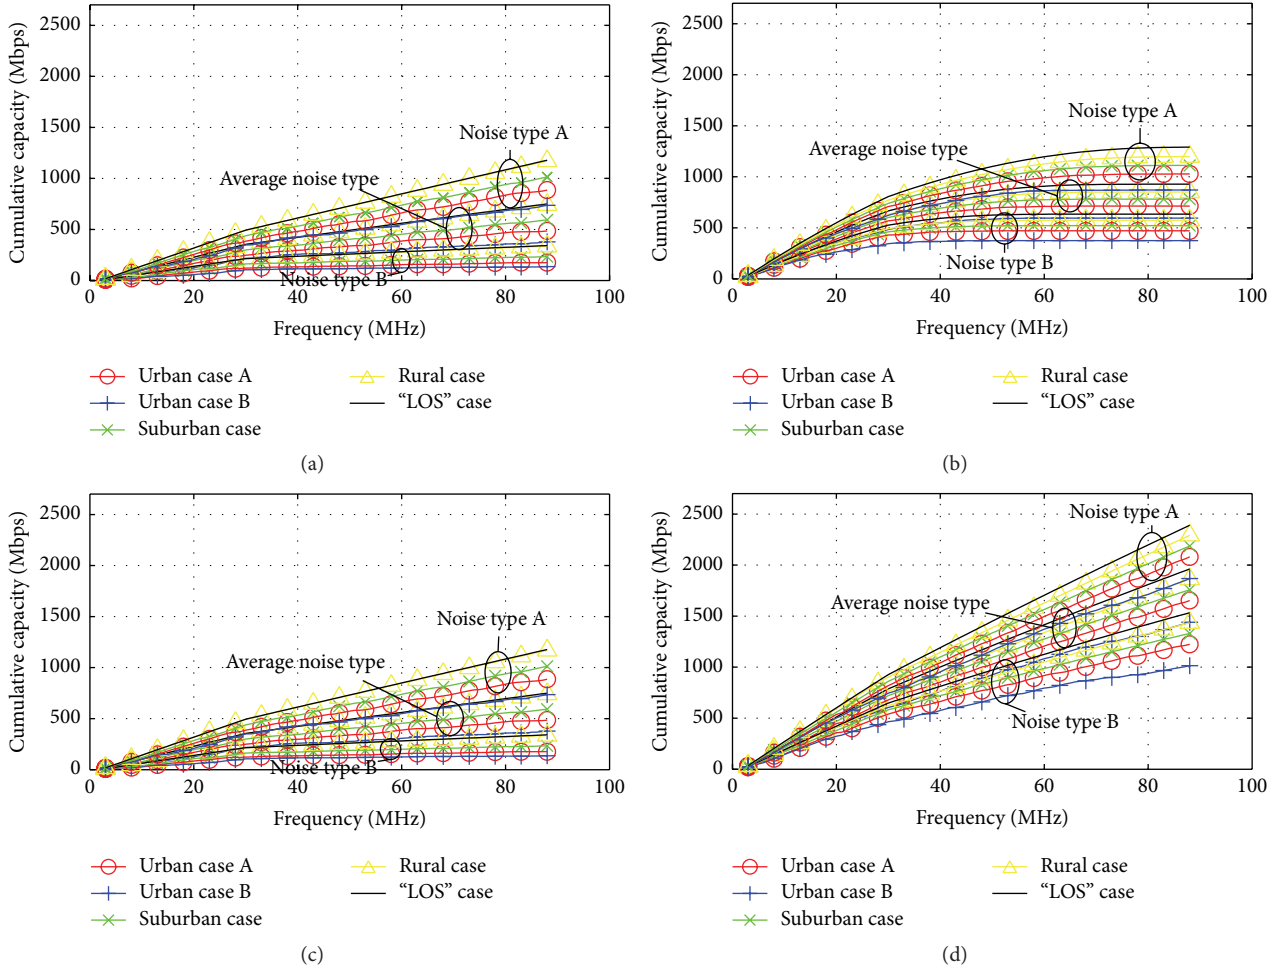 Cumulative capacity (Mbps)
2500
2000
1500
1000
500
0
Noise type A
Average noise type
Noise type B
0 20 40 60 80 100
Frequency (MHz)
Urban case A
Urban case B
Suburban case
Rural case
“LOS” case
(a)
Cumulative capacity (Mbps)
2500
2000
1500
1000
500
0
Noise type A
Average noise type
Noise type B
0 20 40 60 80 100
Frequency (MHz)
Urban case A
Urban case B
Suburban case
Rural case
“LOS” case
(b)
Cumulative capacity (Mbps)
2500
2000
1500
1000
500
0
Noise type A
Average noise type
Noise type B
0 20 40 60 80 100
Frequency (MHz)
Urban case A
Urban case B
Suburban case
Rural case
“LOS” case
(c)
Cumulative capacity (Mbps)
2500
2000
1500
1000
500
0
Noise type A
Average noise type
Noise type B
0 20 40 60 80 100
Frequency (MHz)
Urban case A
Urban case B
Suburban case
Rural case
“LOS” case
(d)